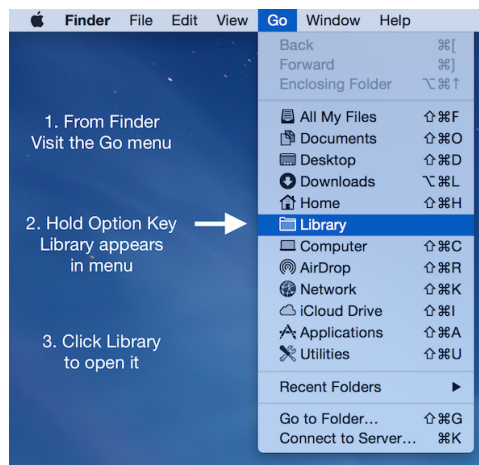 Finder File Edit View Go Window Help
Back ⌘[
Forward ⌘]
Enclosing Folder ⌥⌘↑
All My Files ⇧⌘F
Documents ⇧⌘O
Desktop ⇧⌘D
Downloads ⌥⌘L
Home ⇧⌘H
Library
Computer ⇧⌘C
AirDrop ⇧⌘R
Network ⇧⌘K
iCloud Drive ⇧⌘I
Applications ⇧⌘A
Utilities ⇧⌘U
Recent Folders
Go to Folder... ⇧⌘G
Connect to Server... ⌘K
1. From Finder
Visit the Go menu
2. Hold Option Key
Library appears
in menu
3. Click Library
to open it